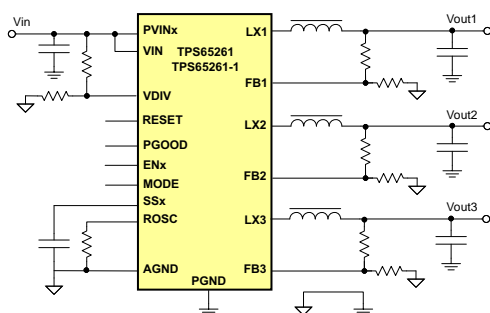 Vin
PVINx
VIN
TPS65261
TPS65261-1
VDIV
RESET
PGOOD
ENx
MODE
SSx
ROSC
AGND
PGND
LX1
FB1
LX2
FB2
LX3
FB3
Vout1
Vout2
Vout3